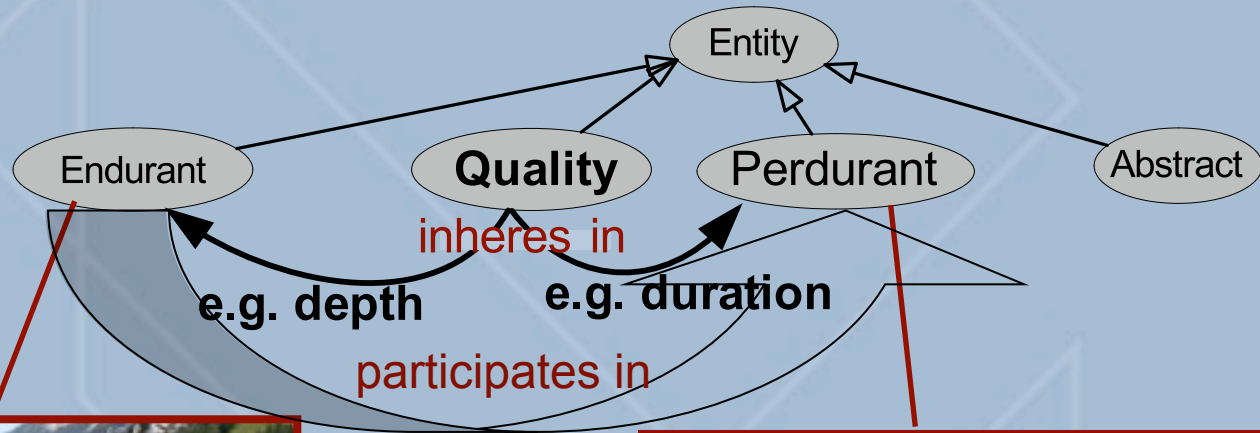 Entity
Endurant
Quality
Perdurant
Abstract
inheres in
e.g. depth
e.g. duration
participates in